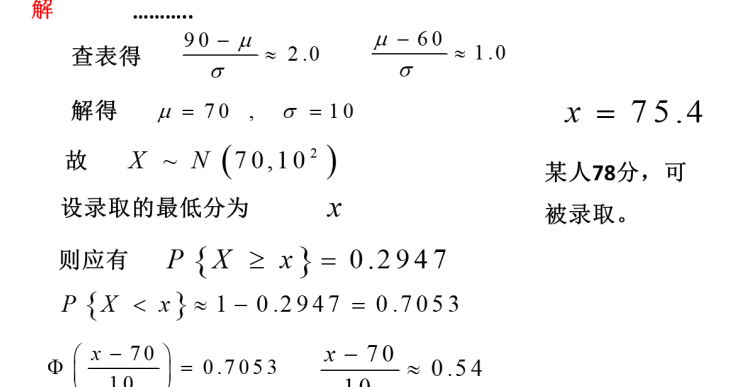 解 ...........
查表得 (90 − μ)/σ ≈ 2.0 (μ − 60)/σ ≈ 1.0
解得 μ = 70 , σ = 10
故 X ~ N(70,10²)
设录取的最低分为 x
则应有 P{X ≥ x} = 0.2947
P{X < x} ≈ 1 − 0.2947 = 0.7053
Φ((x − 70)/10) = 0.7053 (x − 70)/10 ≈ 0.54
x = 75.4
某人78分，可
被录取。